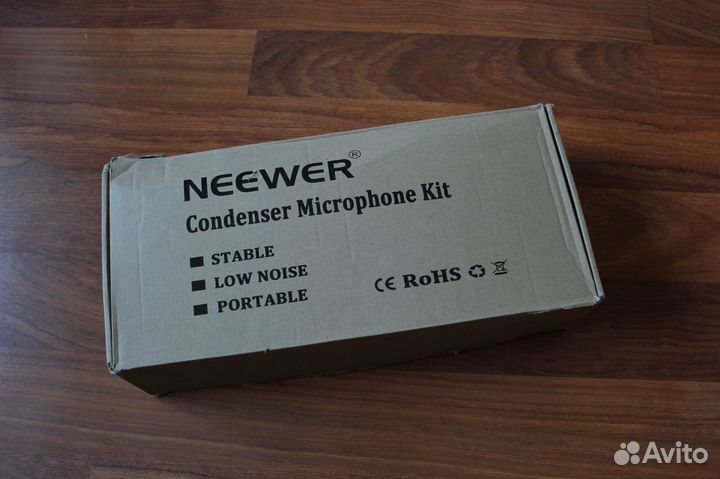 NEEWER®
Condenser Microphone Kit
STABLE
LOW NOISE
PORTABLE
CE RoHS
Avito